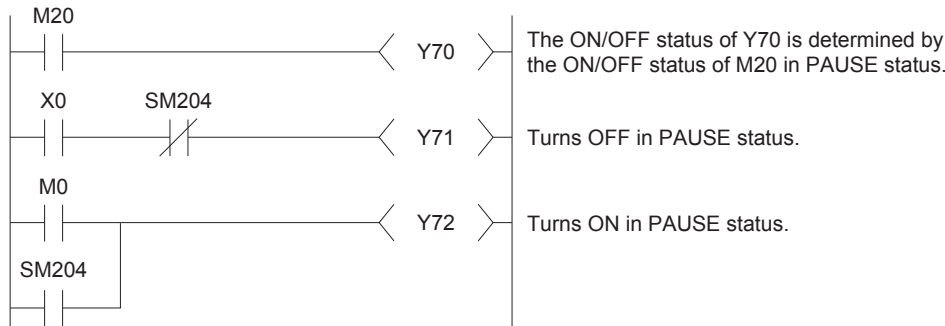 M20
Y70
The ON/OFF status of Y70 is determined by
the ON/OFF status of M20 in PAUSE status.
X0 SM204
Y71
Turns OFF in PAUSE status.
M0
Y72
Turns ON in PAUSE status.
SM204